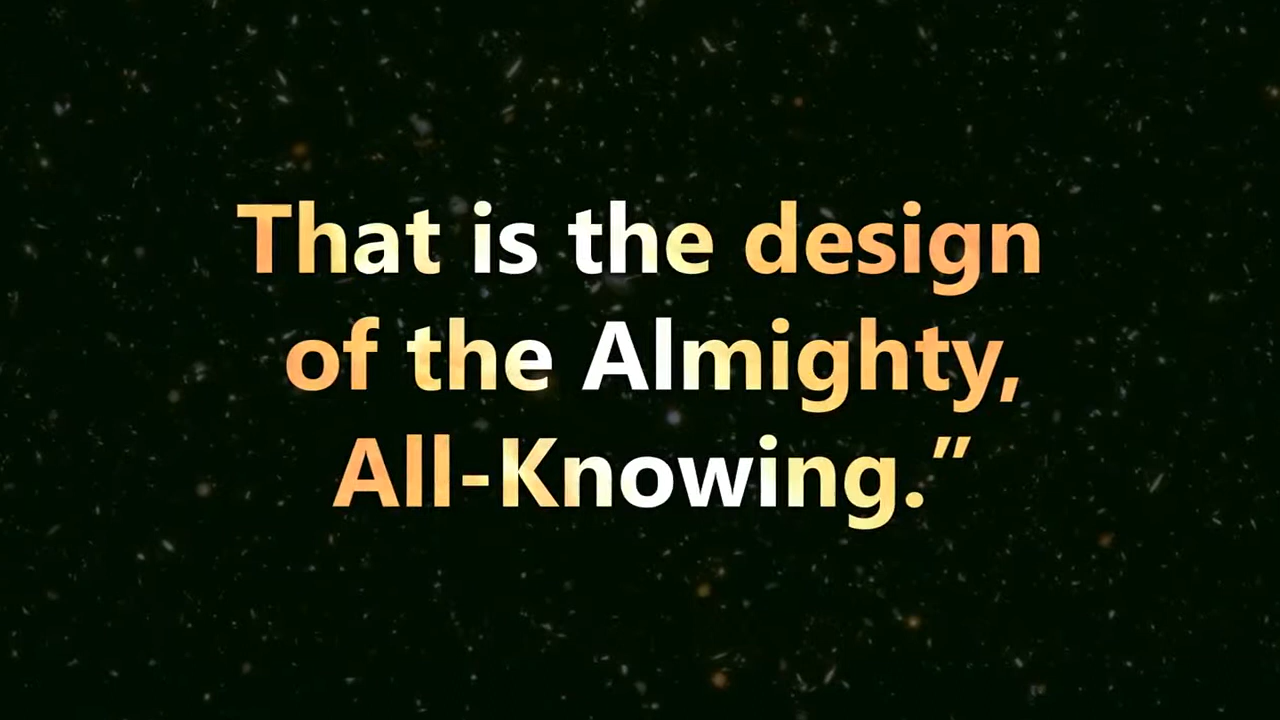 That is the design
of the Almighty,
All-Knowing.”